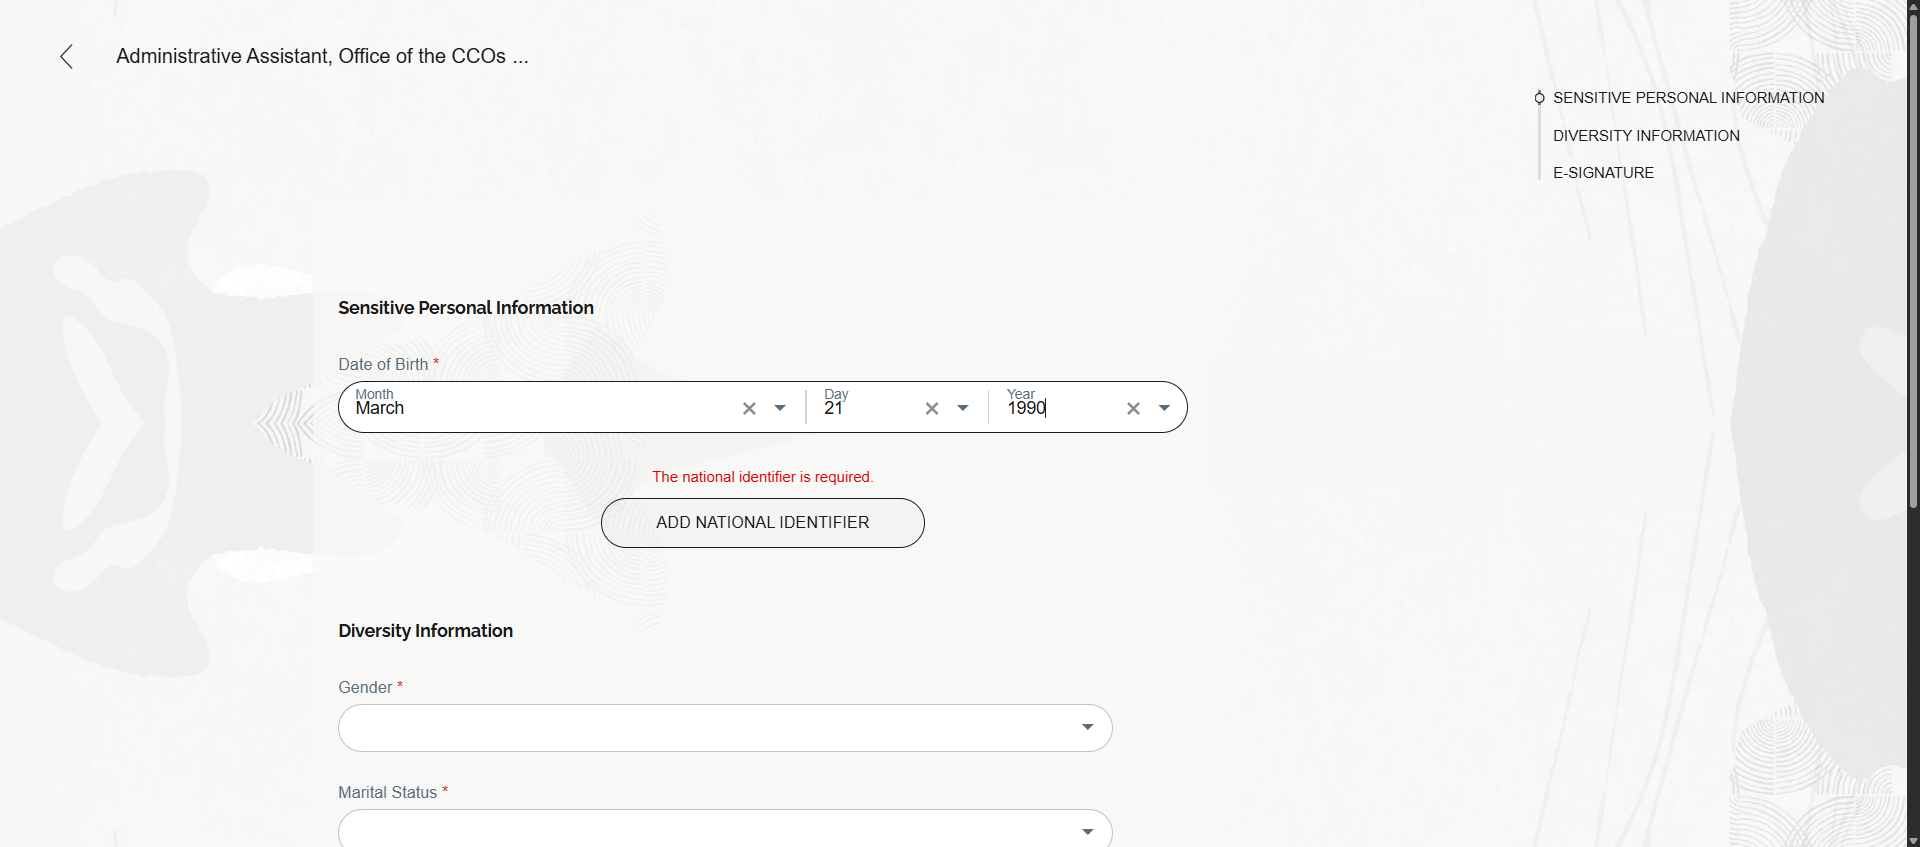 Administrative Assistant, Office of the CCOs ...
SENSITIVE PERSONAL INFORMATION
DIVERSITY INFORMATION
E-SIGNATURE
Sensitive Personal Information
Date of Birth *
Month
March
Day
21
Year
1990
The national identifier is required.
ADD NATIONAL IDENTIFIER
Diversity Information
Gender *
Marital Status *